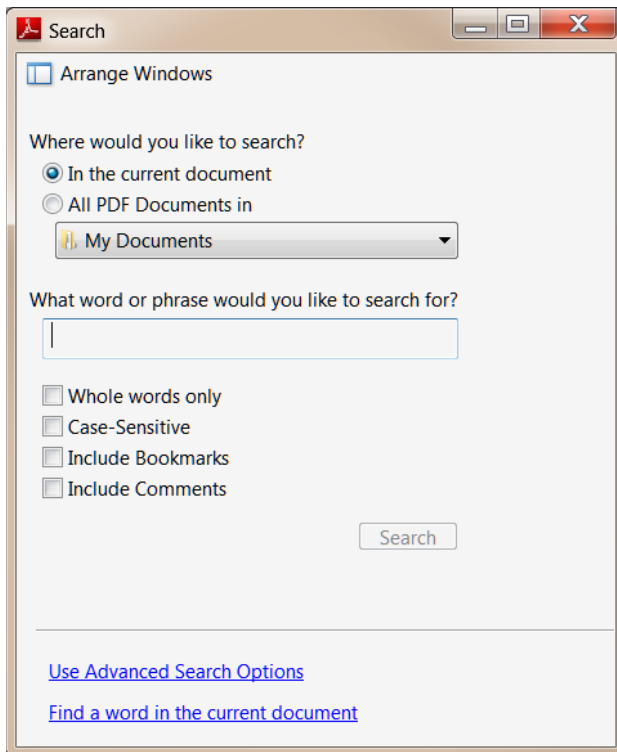 Search
Arrange Windows
Where would you like to search?
In the current document
All PDF Documents in
My Documents
What word or phrase would you like to search for?
Whole words only
Case-Sensitive
Include Bookmarks
Include Comments
Search
Use Advanced Search Options
Find a word in the current document